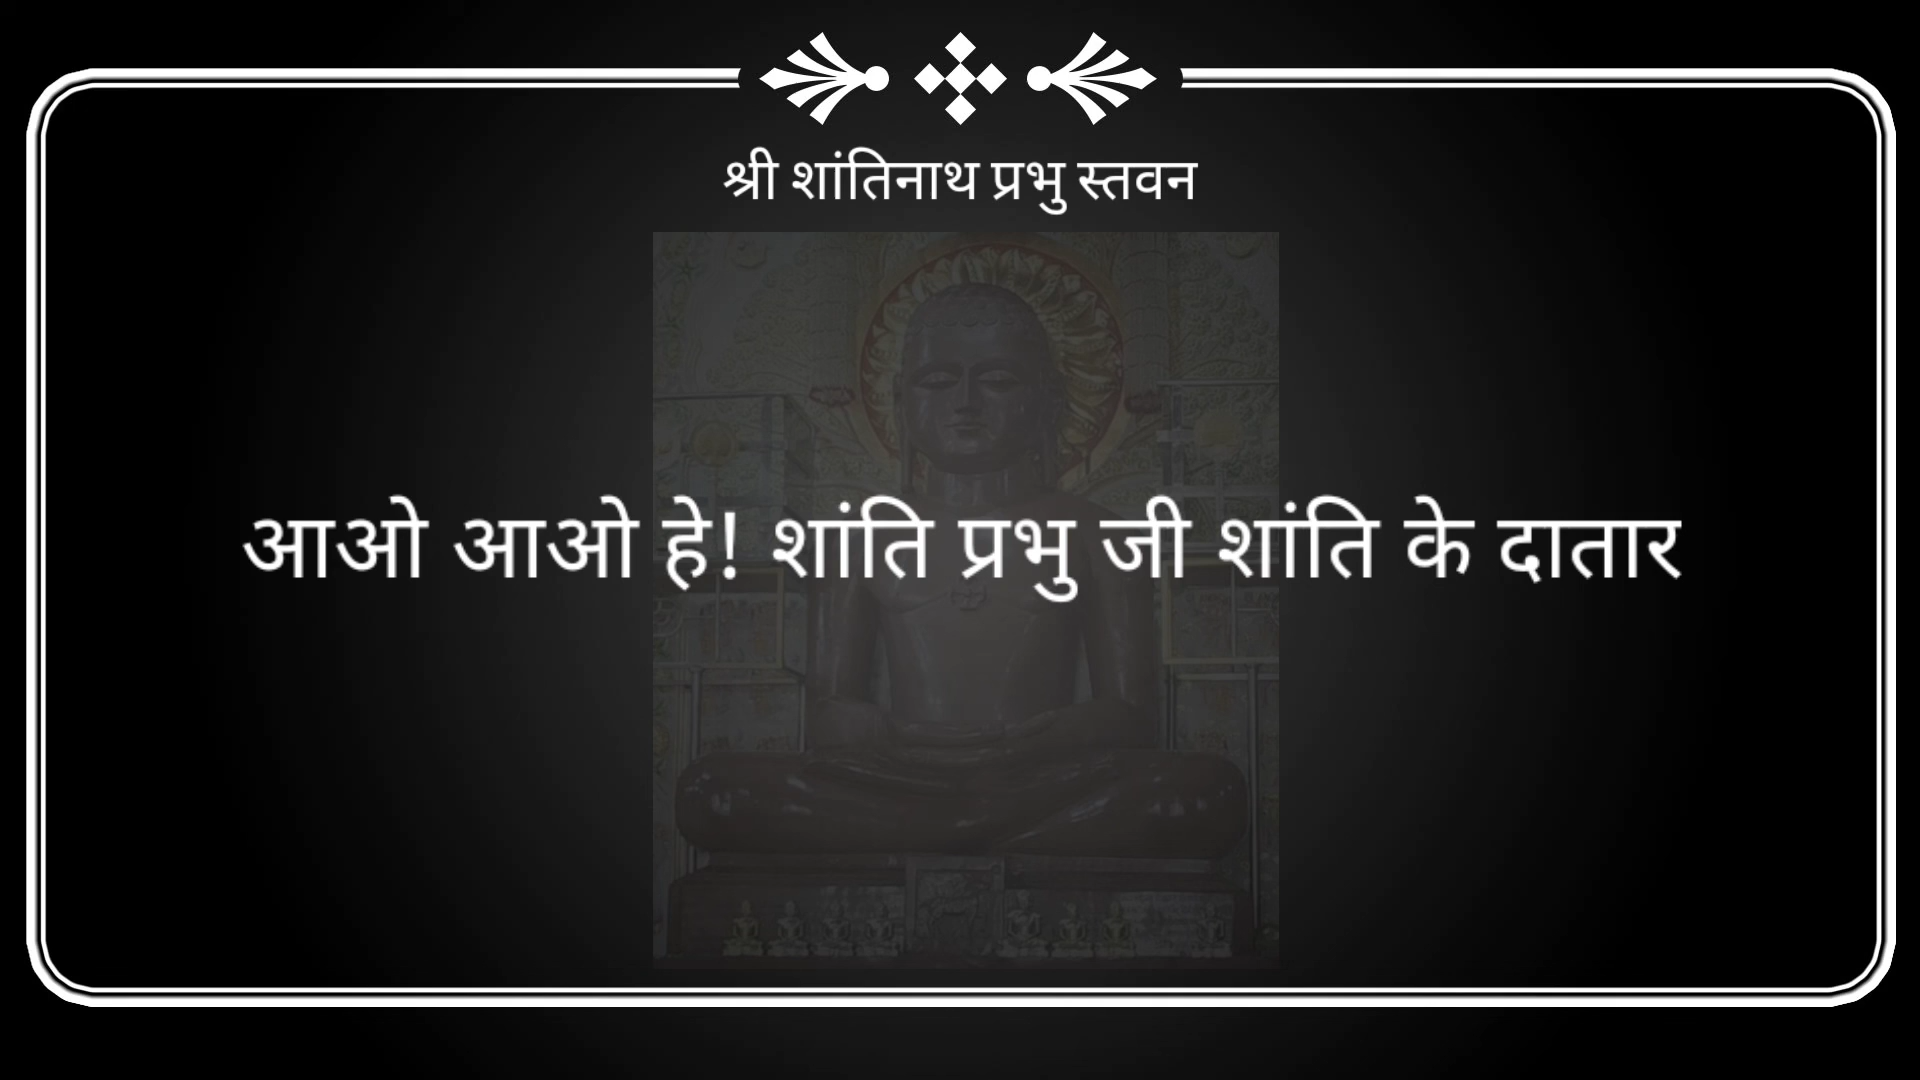 श्री शांतिनाथ प्रभु स्तवन
आओ आओ हे! शांति प्रभु जी शांति के दातार